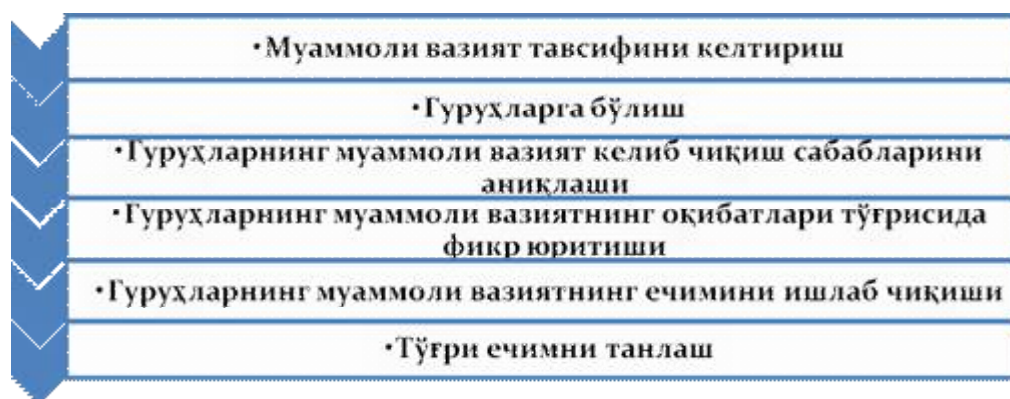 •Муаммоли вазият тавсифини келтириш
•Гуруҳларга бўлиш
•Гуруҳларнинг муаммоли вазият келиб чиқиш сабабларини
аниқлаши
•Гуруҳларнинг муаммоли вазиятнинг оқибатлари тўғрисида
фикр юритиши
•Гуруҳларнинг муаммоли вазиятнинг ечимини ишлаб чиқиши
•Тўғри ечимни танлаш